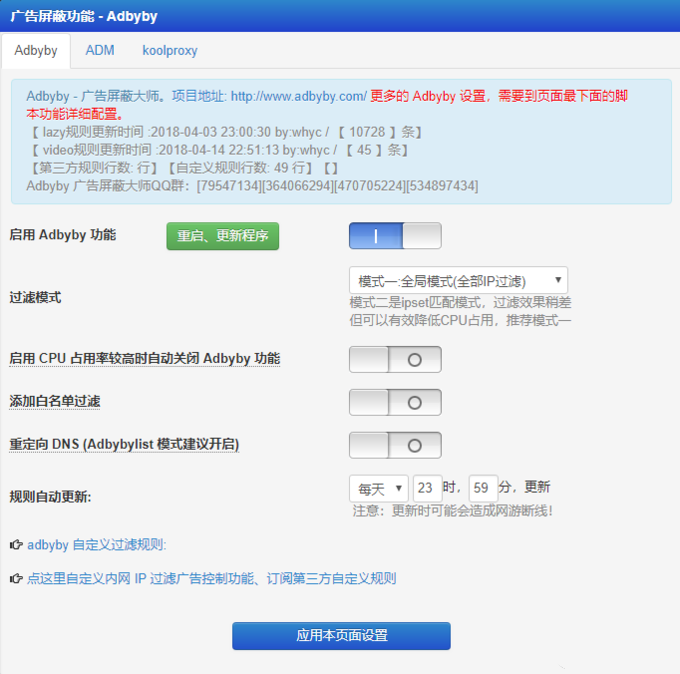 广告屏蔽功能 - Adbyby
Adbyby ADM koolproxy
Adbyby - 广告屏蔽大师。项目地址: http://www.adbyby.com/ 更多的 Adbyby 设置，需要到页面最下面的脚
本功能详细配置。
【 lazy规则更新时间 :2018-04-03 23:00:30 by:whyc / 【 10728 】条】
【 video规则更新时间 :2018-04-14 22:51:13 by:whyc / 【 45 】条】
【第三方规则行数: 行】【自定义规则行数: 49 行】【】
Adbyby 广告屏蔽大师QQ群：[79547134][364066294][470705224][534897434]
启用 Adbyby 功能 重启、更新程序
过滤模式 模式一:全局模式(全部IP过滤)
模式二是ipset匹配模式，过滤效果稍差
但可以有效降低CPU占用，推荐模式一
启用 CPU 占用率较高时自动关闭 Adbyby 功能
添加白名单过滤
重定向 DNS (Adbybylist 模式建议开启)
规则自动更新: 每天 23 时， 59 分，更新
注意：更新时可能会造成网游断线！
adbyby 自定义过滤规则:
点这里自定义内网 IP 过滤广告控制功能、订阅第三方自定义规则
应用本页面设置